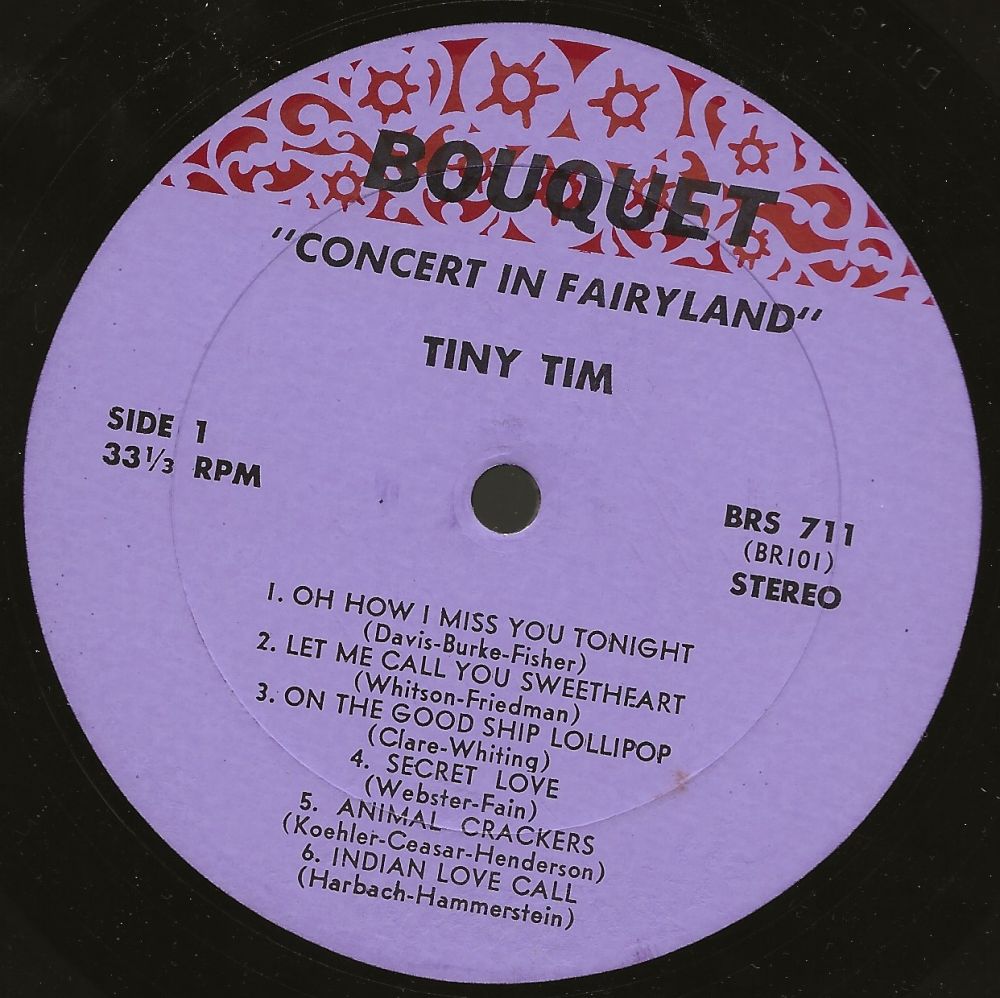 BOUQUET
"CONCERT IN FAIRYLAND"
TINY TIM
SIDE 1
33⅓ RPM
BRS 711
(BR101)
STEREO
1. OH HOW I MISS YOU TONIGHT
(Davis-Burke-Fisher)
2. LET ME CALL YOU SWEETHEART
(Whitson-Friedman)
3. ON THE GOOD SHIP LOLLIPOP
(Clare-Whiting)
4. SECRET LOVE
(Webster-Fain)
5. ANIMAL CRACKERS
(Koehler-Ceasar-Henderson)
6. INDIAN LOVE CALL
(Harbach-Hammerstein)